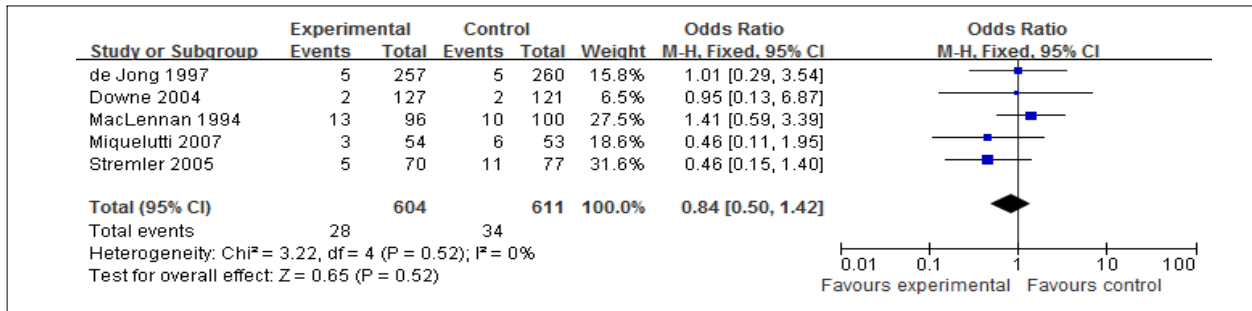 Experimental Control Odds Ratio Odds Ratio
Study or Subgroup Events Total Events Total Weight M-H, Fixed, 95% CI M-H, Fixed, 95% CI
de Jong 1997 5 257 5 260 15.8% 1.01 [0.29, 3.54]
Downe 2004 2 127 2 121 6.5% 0.95 [0.13, 6.87]
MacLennan 1994 13 96 10 100 27.5% 1.41 [0.59, 3.39]
Miquelutti 2007 3 54 6 53 18.6% 0.46 [0.11, 1.95]
Stremler 2005 5 70 11 77 31.6% 0.46 [0.15, 1.40]
Total (95% CI) 604 611 100.0% 0.84 [0.50, 1.42]
Total events 28 34
Heterogeneity: Chi² = 3.22, df = 4 (P = 0.52); I² = 0%
Test for overall effect: Z = 0.65 (P = 0.52)
0.01 0.1 1 10 100
Favours experimental Favours control